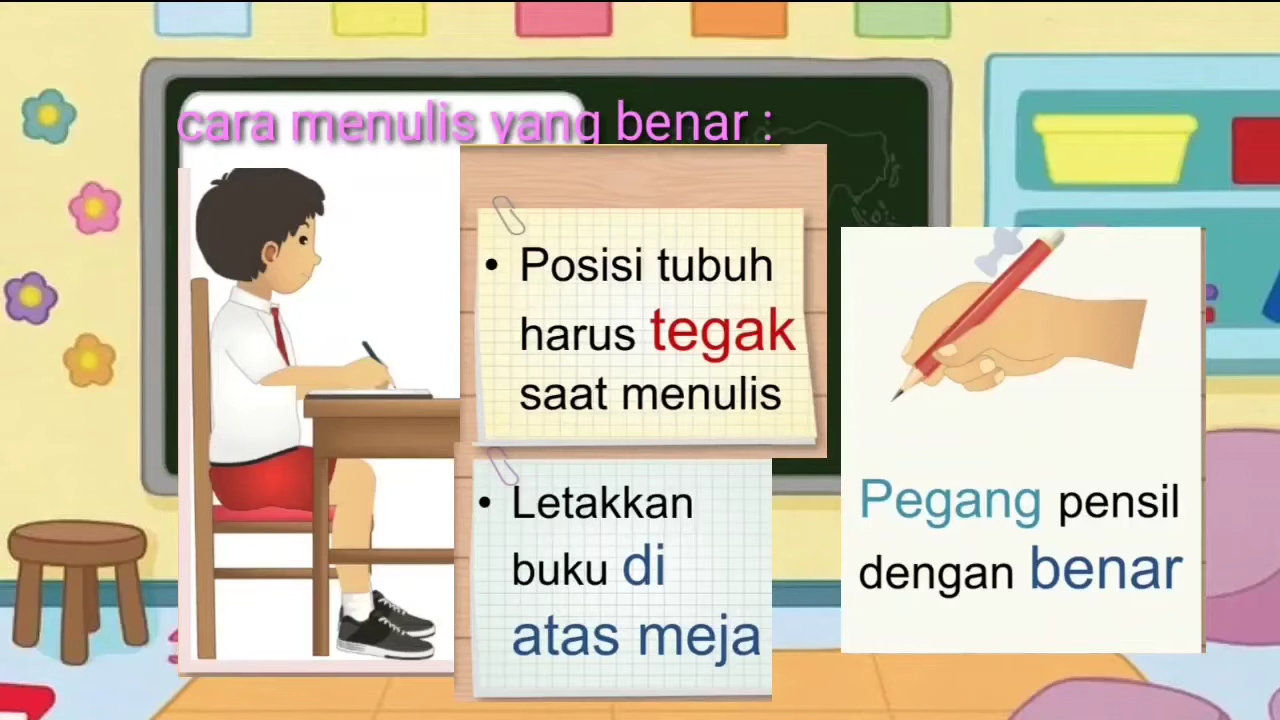 cara menulis yang benar :
• Posisi tubuh
harus tegak
saat menulis
• Letakkan
buku di
atas meja
Pegang pensil
dengan benar